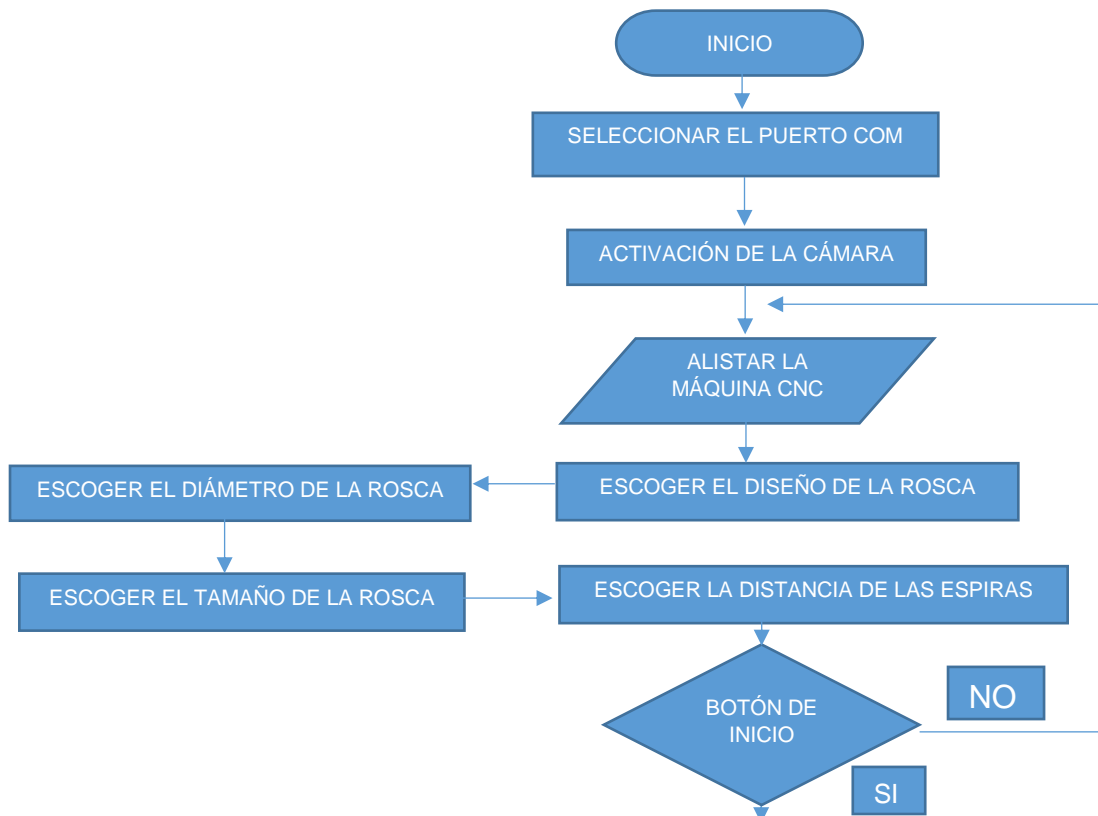 INICIO
SELECCIONAR EL PUERTO COM
ACTIVACIÓN DE LA CÁMARA
ALISTAR LA
MÁQUINA CNC
ESCOGER EL DISEÑO DE LA ROSCA
ESCOGER EL DIÁMETRO DE LA ROSCA
ESCOGER EL TAMAÑO DE LA ROSCA
ESCOGER LA DISTANCIA DE LAS ESPIRAS
BOTÓN DE
INICIO
NO
SI